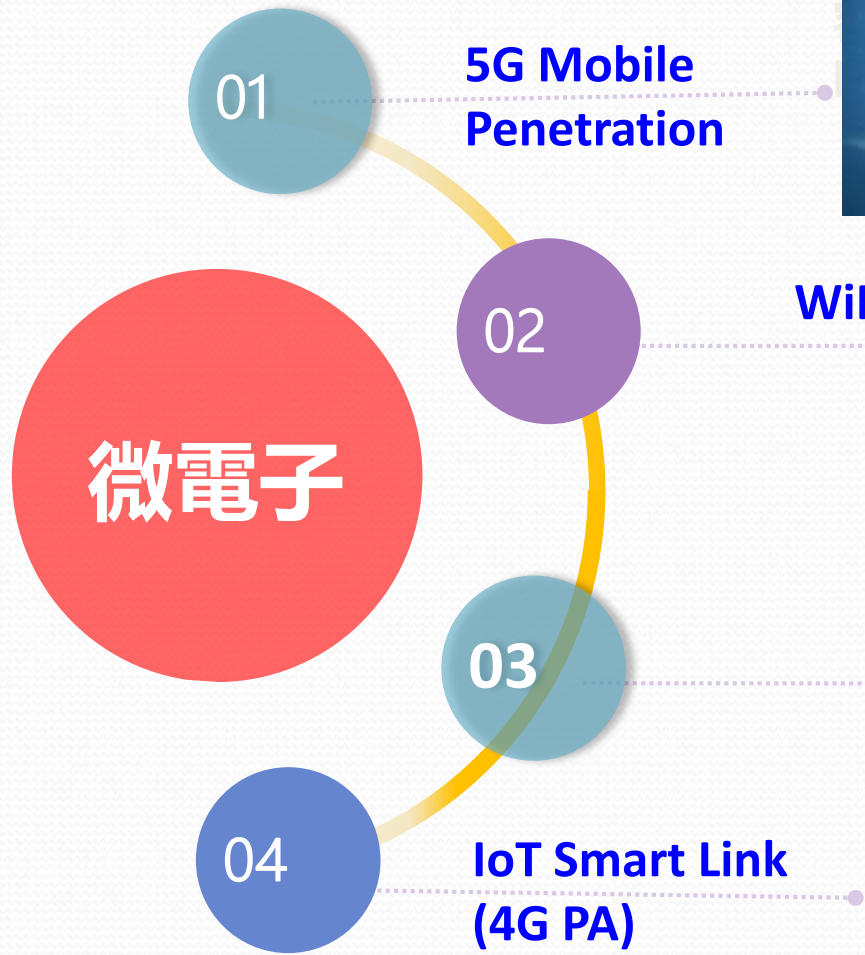 01
5G Mobile
Penetration
02
微電子
03
04
IoT Smart Link
(4G PA)